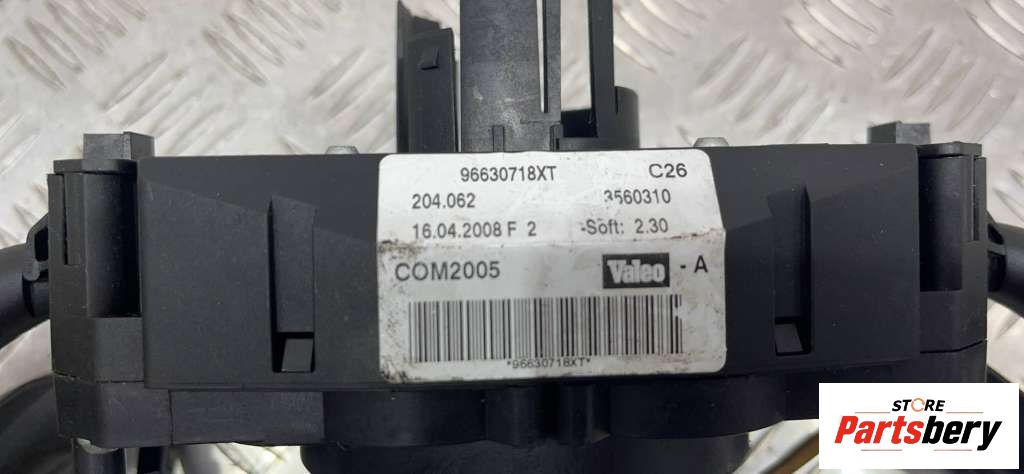 96630718XT C26
204.062 3560310
16.04.2008 F 2 -Soft: 2.30
COM2005 Valeo - A
*96630718XT*
STORE
Partsbery